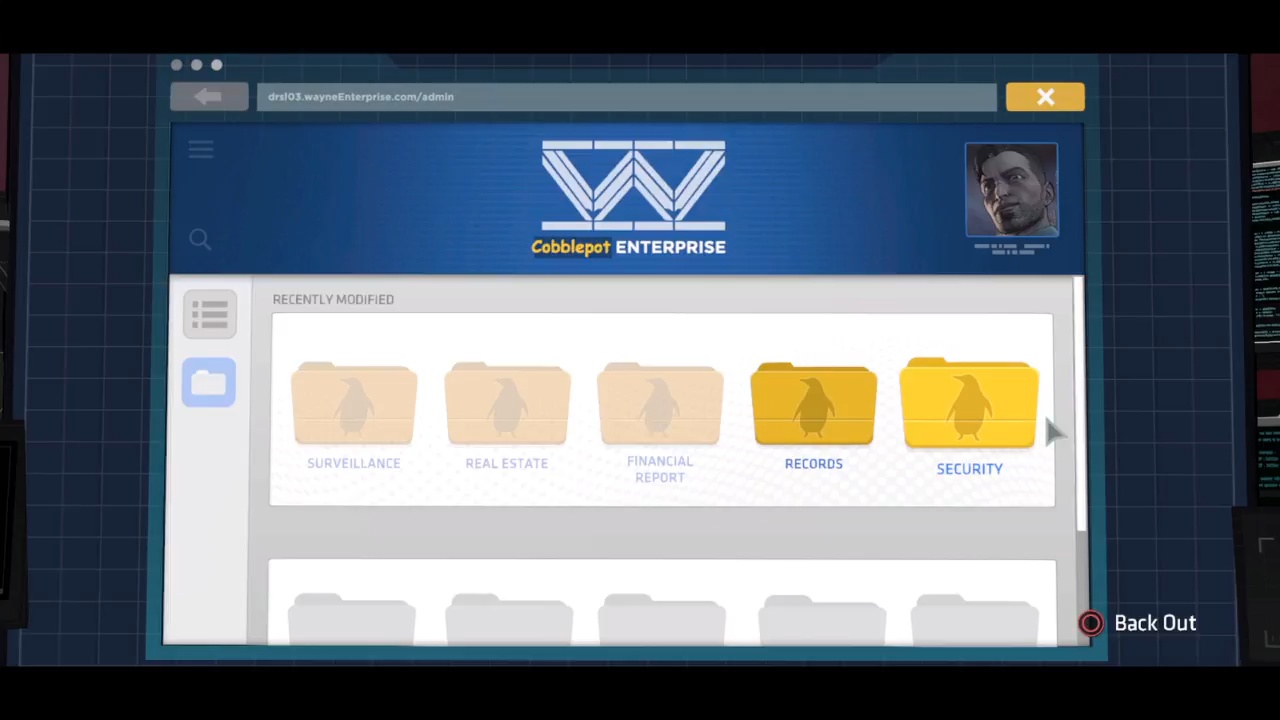 drs103.wayneEnterprise.com/admin
W
Cobblepot ENTERPRISE
RECENTLY MODIFIED
SURVEILLANCE
REAL ESTATE
FINANCIAL
REPORT
RECORDS
SECURITY
Back Out